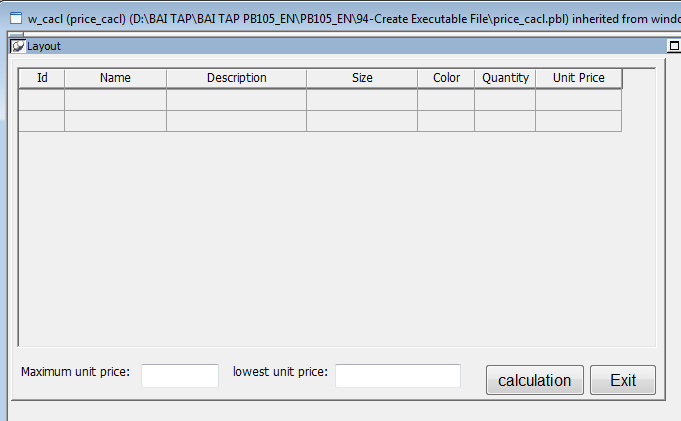 w_cacl (price_cacl) (D:\BAI TAP\BAI TAP PB105_EN\PB105_EN\94-Create Executable File\price_cacl.pbl) inherited from
Layout
Id Name Description Size Color Quantity Unit Price
Maximum unit price: lowest unit price: calculation Exit